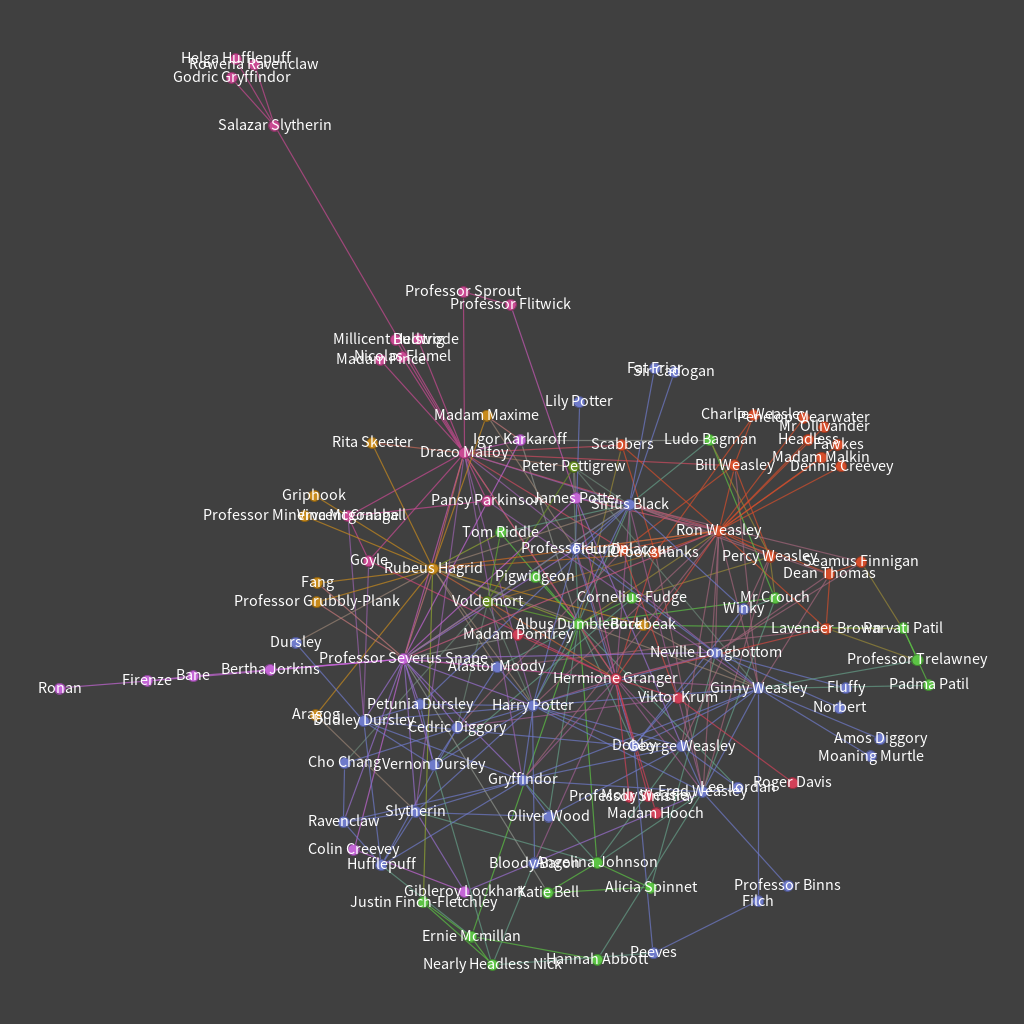 Helga Hufflepuff
Rowena Ravenclaw
Godric Gryffindor
Salazar Slytherin
Professor Sprout
Professor Flitwick
Millicent Bulstrode
Hedwig
Nicolas Flamel
Madam Pince
Fat Friar
Sir Cadogan
Lily Potter
Madam Maxime
Charlie Weasley
Penelop Clearwater
Mr Ollivander
Rita Skeeter
Igor Karkaroff
Scabbers
Ludo Bagman
Headless
Fawkes
Draco Malfoy
Madam Malkin
Peter Pettigrew
Bill Weasley
Dennis Creevey
Griphook
Pansy Parkinson
James Potter
Sirius Black
Professor Minerva Mcgonagall
Vincent Crabbe
Tom Riddle
Ron Weasley
Professor Lupin
Fleur Delacour
Crookshanks
Percy Weasley
Goyle
Seamus Finnigan
Rubeus Hagrid
Dean Thomas
Pigwidgeon
Fang
Professor Grubbly-Plank
Voldemort
Cornelius Fudge
Mr Crouch
Winky
Albus Dumbledore
Buckbeak
Lavender Brown
Parvati Patil
Madam Pomfrey
Dursley
Neville Longbottom
Professor Severus Snape
Professor Trelawney
Alastor Moody
Bertha Jorkins
Bane
Firenze
Ronan
Hermione Granger
Ginny Weasley
Fluffy
Padma Patil
Viktor Krum
Petunia Dursley
Harry Potter
Norbert
Aragog
Dudley Dursley
Cedric Diggory
Amos Diggory
Dobby
George Weasley
Moaning Murtle
Cho Chang
Vernon Dursley
Gryffindor
Roger Davis
Lee Jordan
Fred Weasley
Molly Weasley
Professor Sinistra
Slytherin
Madam Hooch
Oliver Wood
Ravenclaw
Colin Creevey
Hufflepuff
Bloody Baron
Angelina Johnson
Gibleroy Lockhart
Katie Bell
Alicia Spinnet
Professor Binns
Filch
Justin Finch-Fletchley
Ernie Mcmillan
Peeves
Hannah Abbott
Nearly Headless Nick